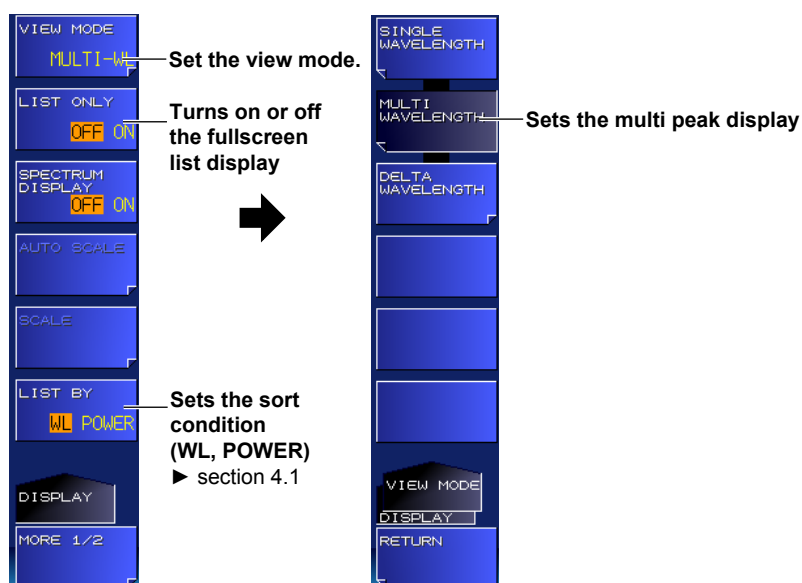 VIEW MODE
MULTI-WL
Set the view mode.
LIST ONLY
OFF ON
Turns on or off
the fullscreen
list display
SPECTRUM
DISPLAY
OFF ON
AUTO SCALE
SCALE
LIST BY
WL POWER
Sets the sort
condition
(WL, POWER)
► section 4.1
DISPLAY
MORE 1/2
SINGLE
WAVELENGTH
MULTI
WAVELENGTH
Sets the multi peak display
DELTA
WAVELENGTH
VIEW MODE
DISPLAY
RETURN